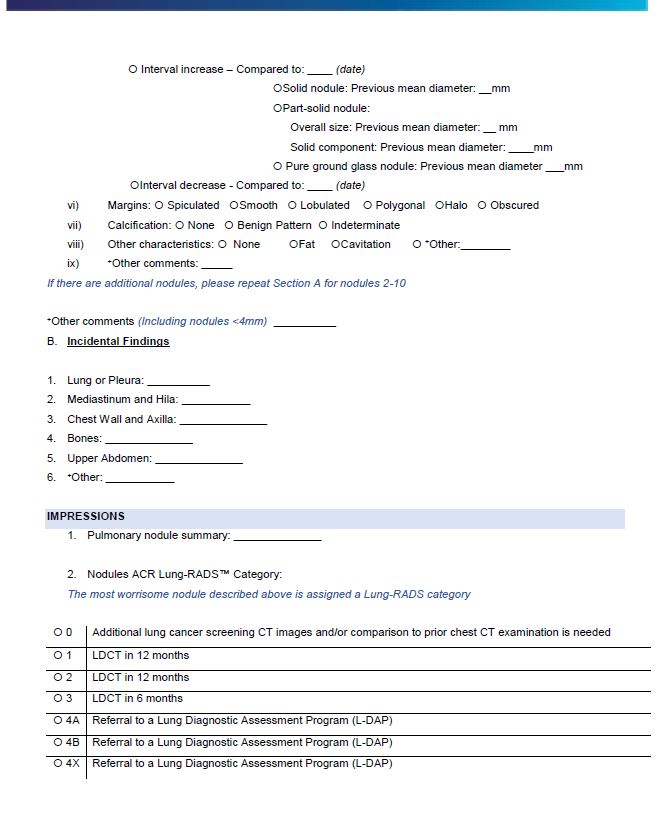 O Interval increase – Compared to: ____ (date)
OSolid nodule: Previous mean diameter: __mm
OPart-solid nodule:
Overall size: Previous mean diameter: __ mm
Solid component: Previous mean diameter: ____mm
O Pure ground glass nodule: Previous mean diameter ___mm
OInterval decrease - Compared to: ____ (date)
vi) Margins: O Spiculated OSmooth O Lobulated O Polygonal OHalo O Obscured
vii) Calcification: O None O Benign Pattern O Indeterminate
viii) Other characteristics: O None OFat OCavitation O *Other:________
ix) *Other comments: _____
If there are additional nodules, please repeat Section A for nodules 2-10
*Other comments (Including nodules <4mm) __________
B. Incidental Findings
1. Lung or Pleura: __________
2. Mediastinum and Hila: ___________
3. Chest Wall and Axilla: ______________
4. Bones: ______________
5. Upper Abdomen: ______________
6. *Other: ___________
IMPRESSIONS
1. Pulmonary nodule summary: ______________
2. Nodules ACR Lung-RADS™ Category:
The most worrisome nodule described above is assigned a Lung-RADS category
O 0 Additional lung cancer screening CT images and/or comparison to prior chest CT examination is needed
O 1 LDCT in 12 months
O 2 LDCT in 12 months
O 3 LDCT in 6 months
O 4A Referral to a Lung Diagnostic Assessment Program (L-DAP)
O 4B Referral to a Lung Diagnostic Assessment Program (L-DAP)
O 4X Referral to a Lung Diagnostic Assessment Program (L-DAP)